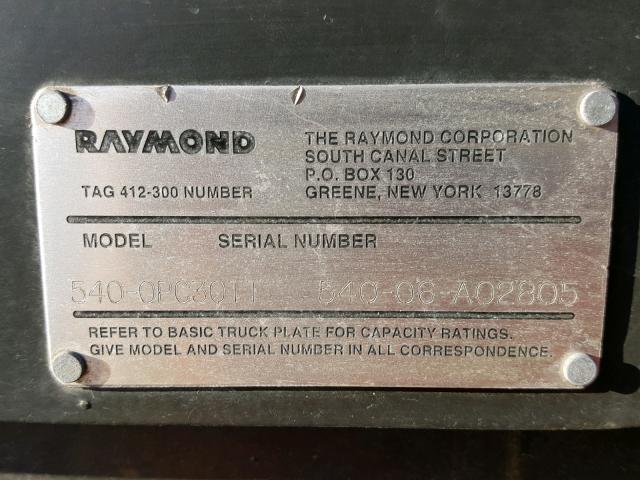 RAYMOND
THE RAYMOND CORPORATION
SOUTH CANAL STREET
P.O. BOX 130
GREENE, NEW YORK 13778
TAG 412-300 NUMBER
MODEL SERIAL NUMBER
540-OPC30TT 540-06-A02805
REFER TO BASIC TRUCK PLATE FOR CAPACITY RATINGS.
GIVE MODEL AND SERIAL NUMBER IN ALL CORRESPONDENCE.